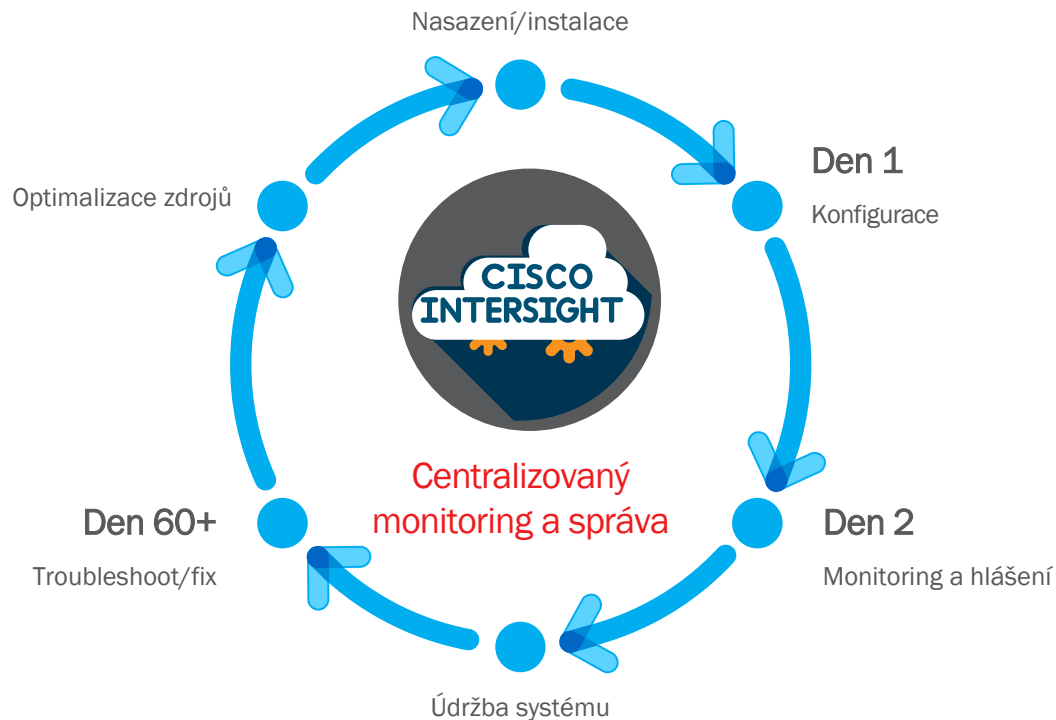 Nasazení/instalace
Den 1
Konfigurace
Optimalizace zdrojů
CISCO
INTERSIGHT
Centralizovaný
monitoring a správa
Den 60+
Troubleshoot/fix
Den 2
Monitoring a hlášení
Údržba systému